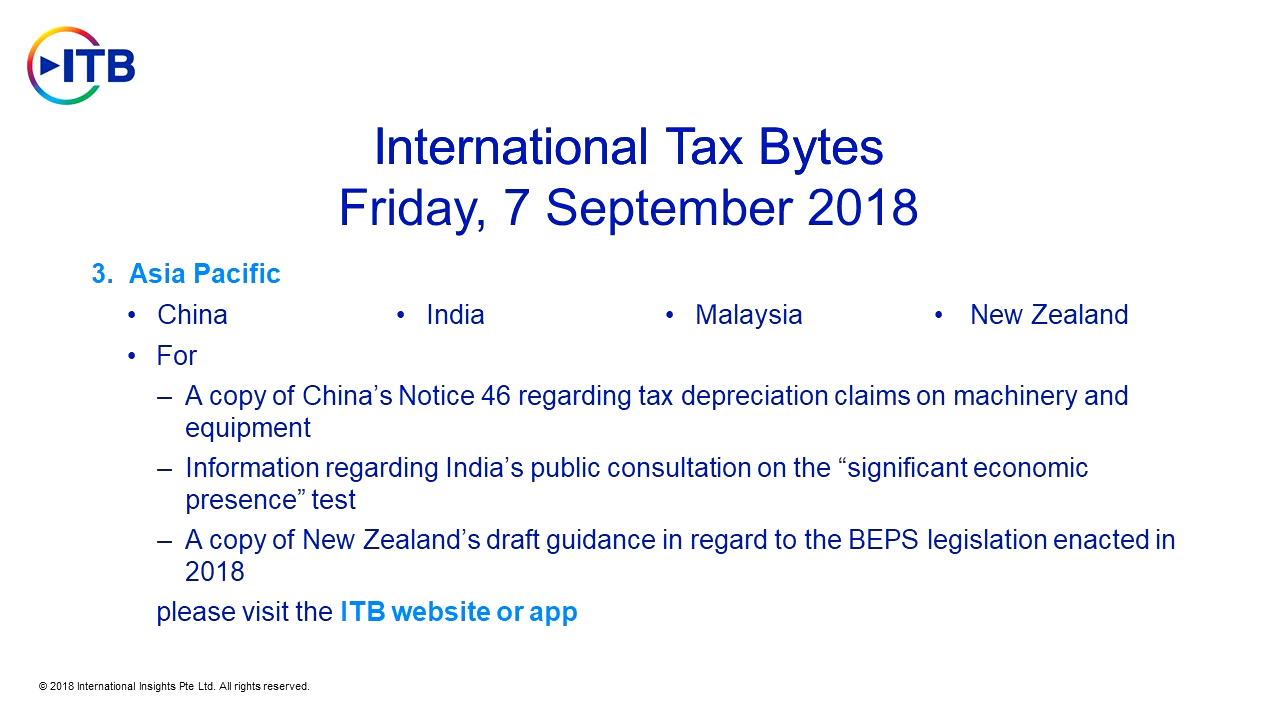 ITB
International Tax Bytes
Friday, 7 September 2018
3. Asia Pacific
• China • India • Malaysia • New Zealand
• For
– A copy of China’s Notice 46 regarding tax depreciation claims on machinery and
equipment
– Information regarding India’s public consultation on the “significant economic
presence” test
– A copy of New Zealand’s draft guidance in regard to the BEPS legislation enacted in
2018
please visit the ITB website or app
© 2018 International Insights Pte Ltd. All rights reserved.